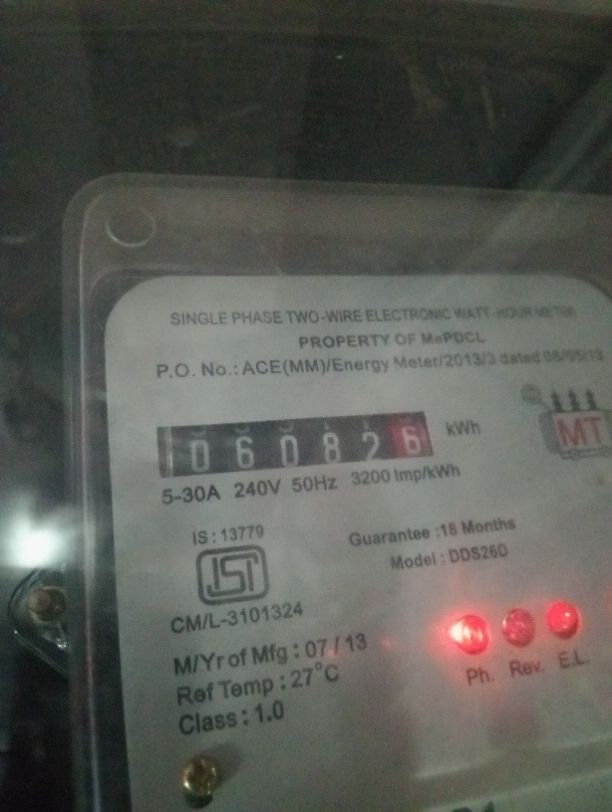 SINGLE PHASE TWO-WIRE ELECTRONIC WATT-HOUR METER
PROPERTY OF MePDCL
P.O. No.: ACE(MM)/Energy Meter/2013/3 dated 08/05/13
060826 kWh
MT
5-30A 240V 50Hz 3200 Imp/kWh
IS : 13779
Guarantee :18 Months
Model : DDS26D
ISI
CM/L-3101324
M/Yr of Mfg : 07 / 13
Ref Temp : 27°C
Class : 1.0
Ph. Rev. E.L.